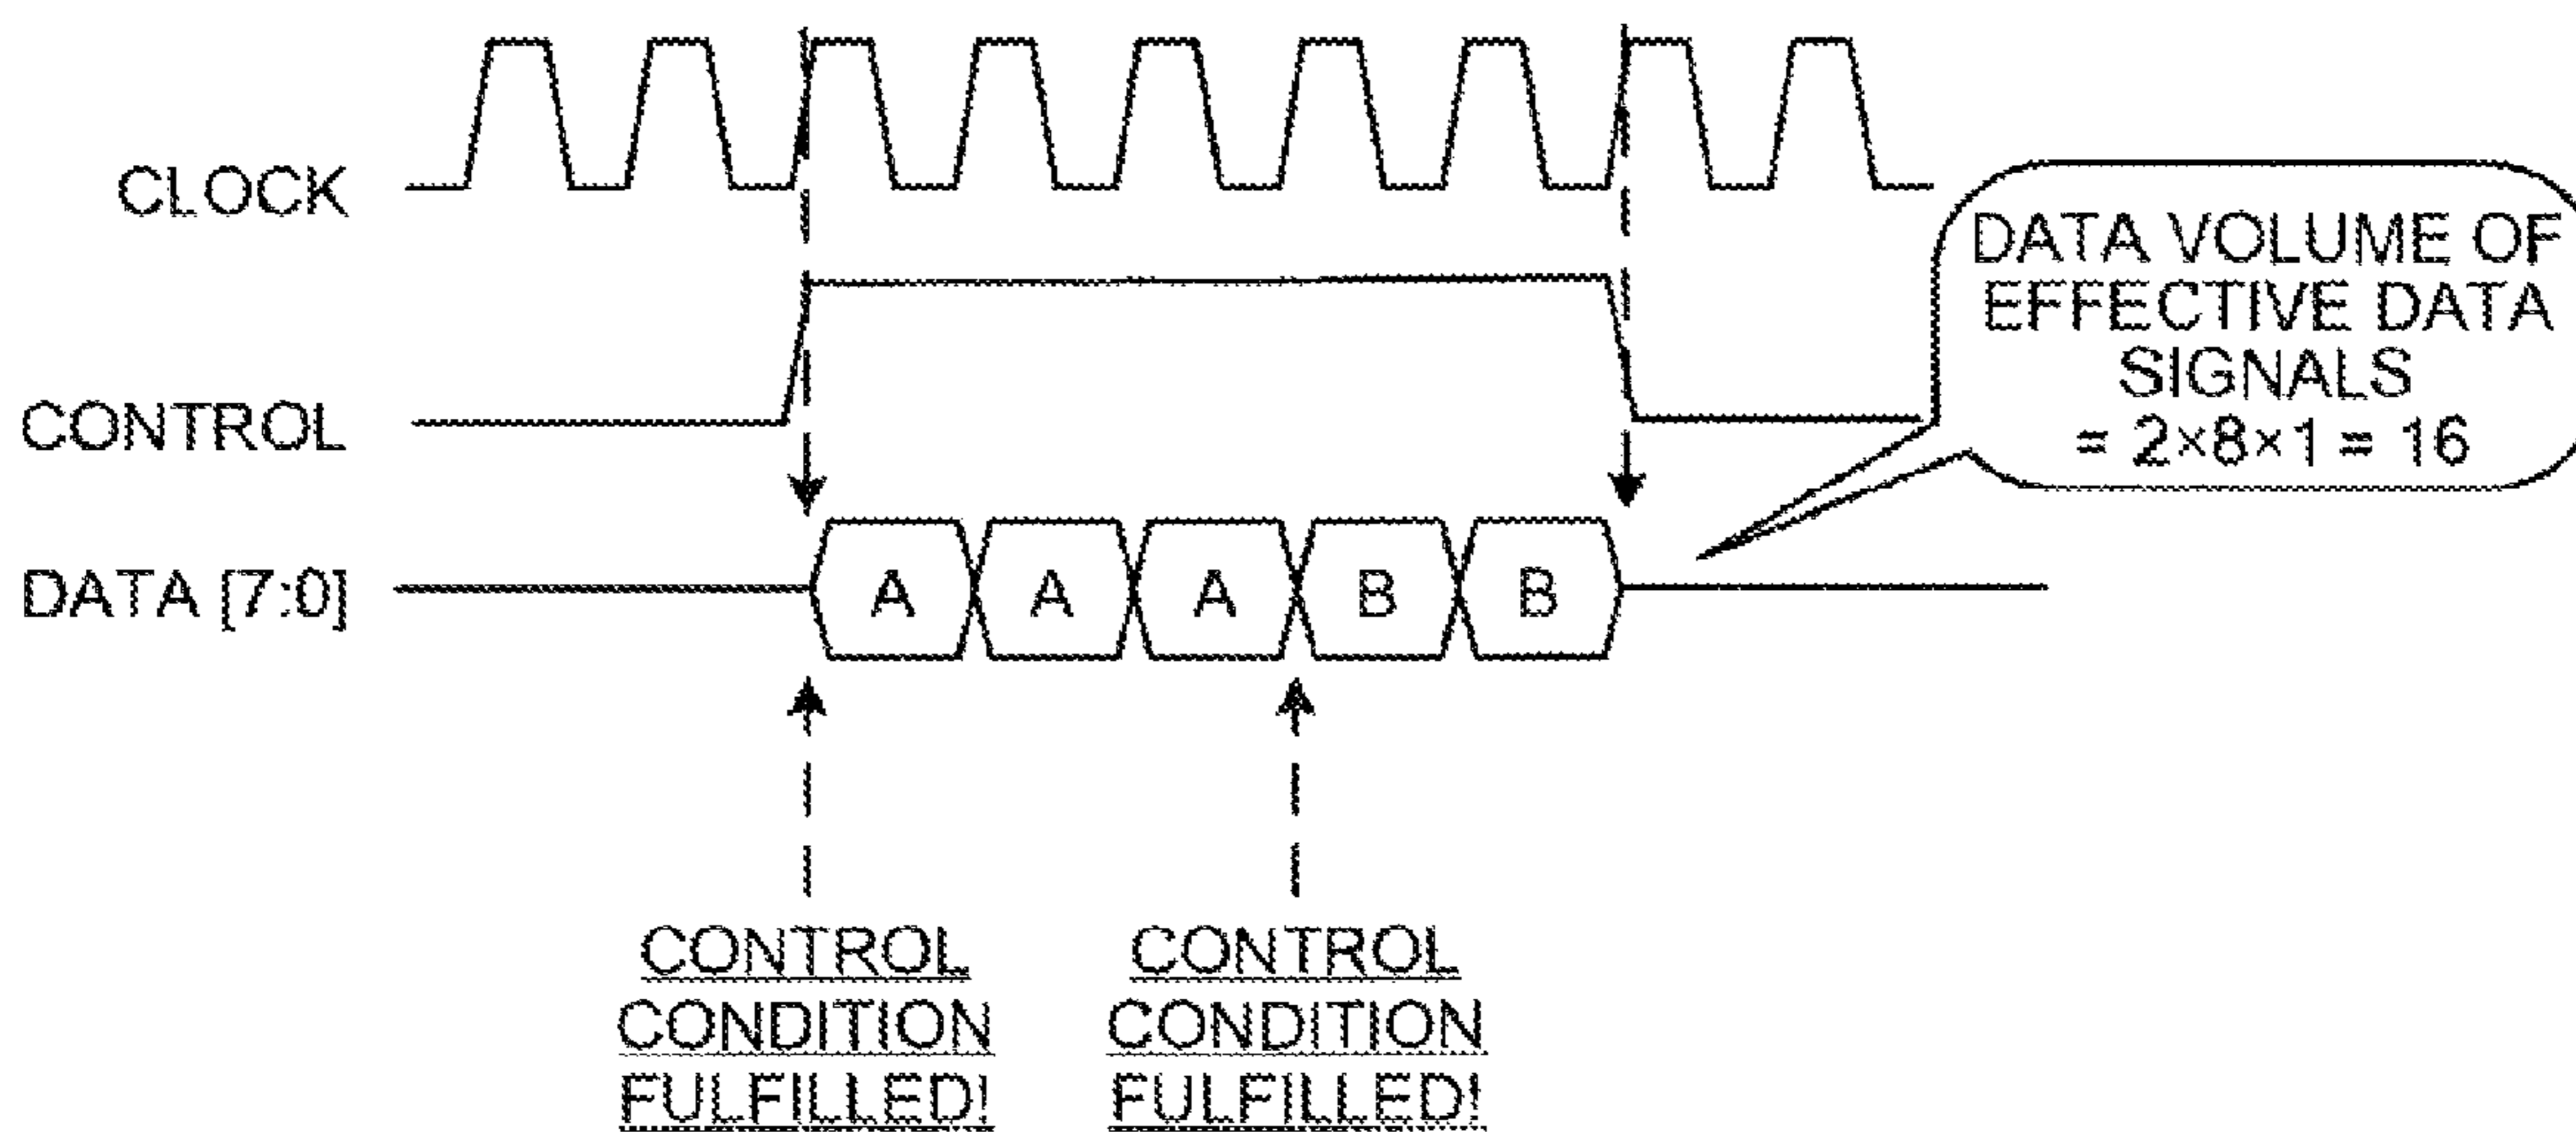 CLOCK
DATA VOLUME OF
EFFECTIVE DATA
SIGNALS
= 2×8×1 = 16
CONTROL
DATA [7:0]
A A A B B
CONTROL
CONDITION
FULFILLED!
CONTROL
CONDITION
FULFILLED!